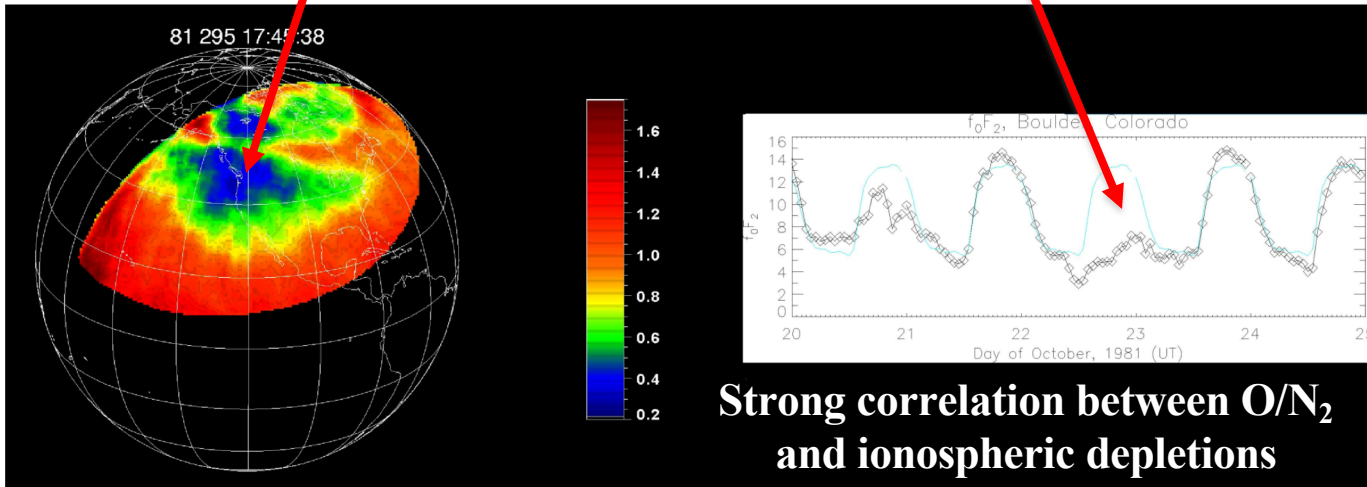 81 295 17:45:38
1.6
1.4
1.2
1.0
0.8
0.6
0.4
0.2
f₀F₂, Boulder, Colorado
16
14
12
10
8
6
4
2
0
f₀F₂
20 21 22 23 24 25
Day of October, 1981 (UT)
Strong correlation between O/N₂
and ionospheric depletions